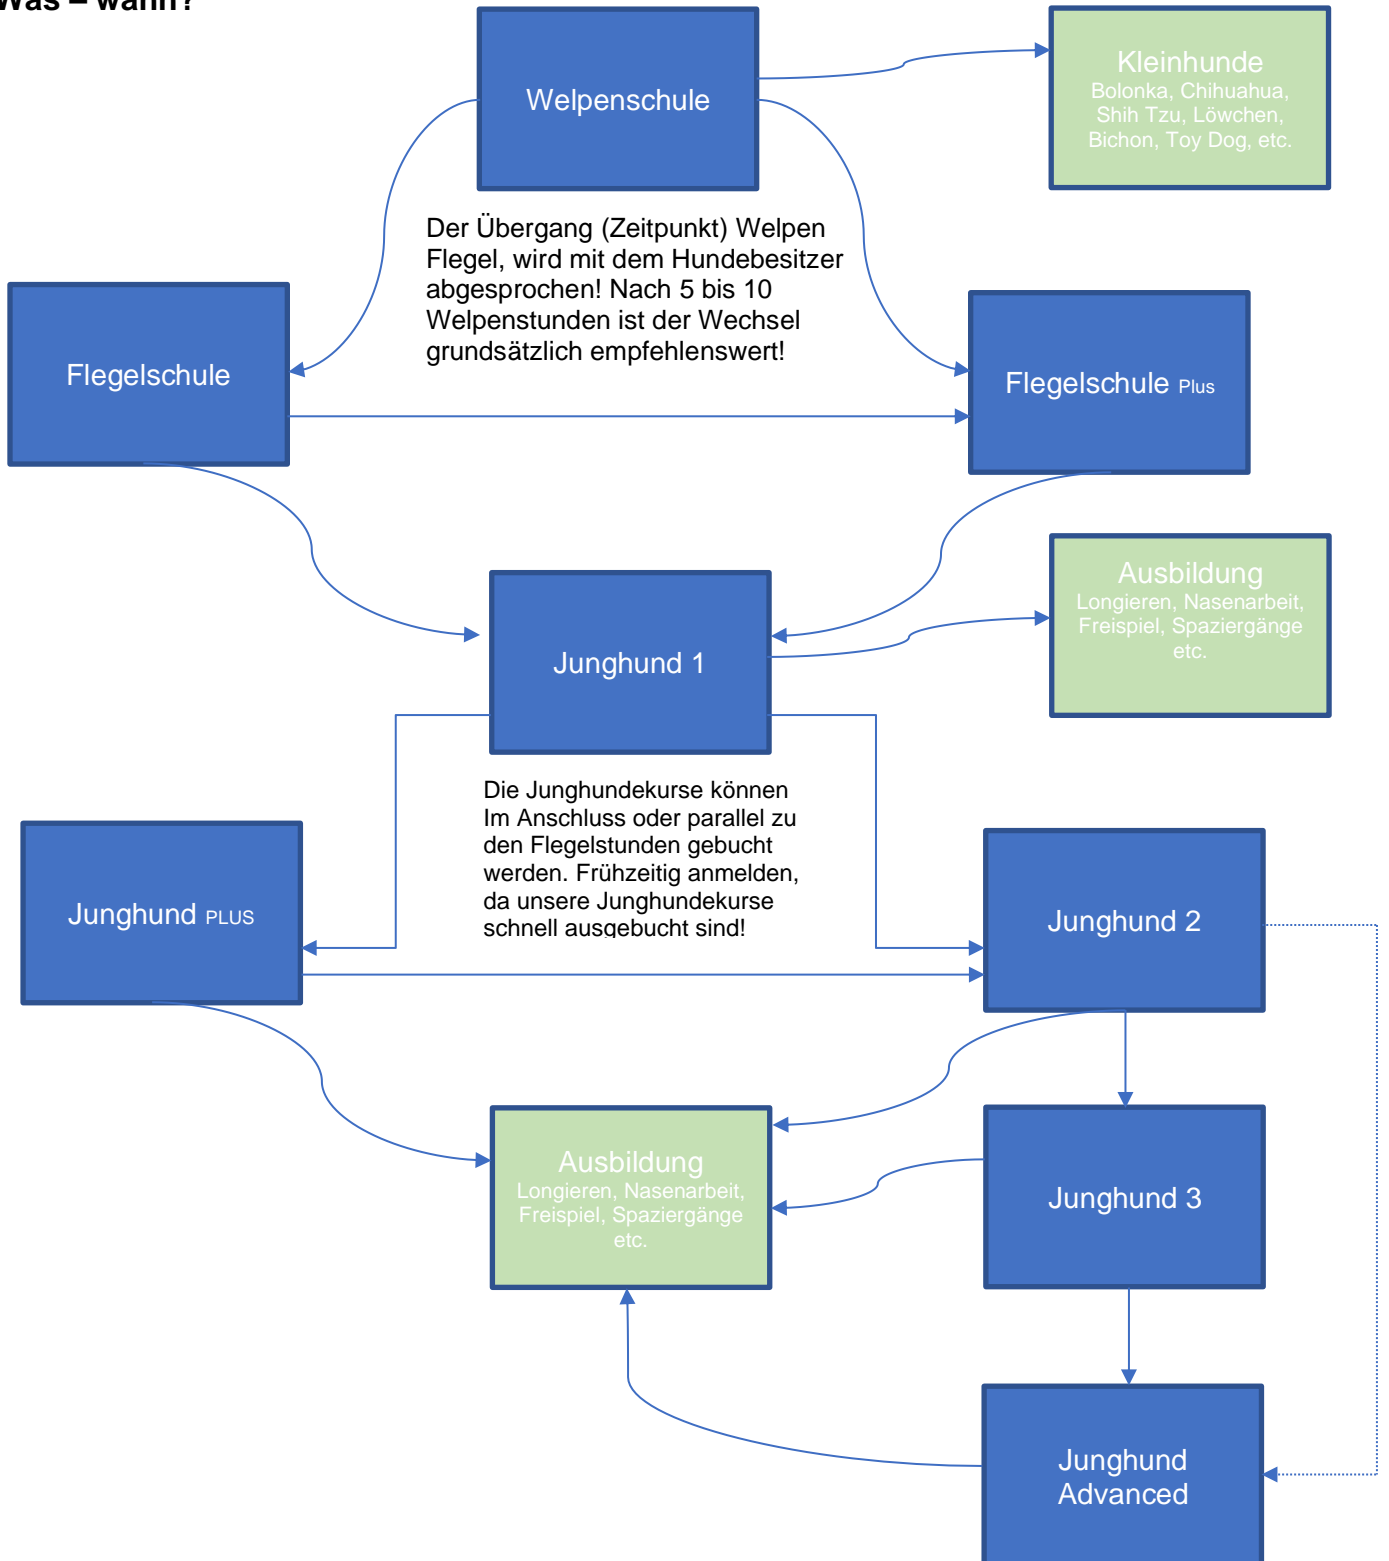 Was – wann?
Welpenschule
Kleinhunde
Bolonka, Chihuahua,
Shih Tzu, Löwchen,
Bichon, Toy Dog, etc.
Der Übergang (Zeitpunkt) Welpen
Flegel, wird mit dem Hundebesitzer
abgesprochen! Nach 5 bis 10
Welpenstunden ist der Wechsel
grundsätzlich empfehlenswert!
Flegelschule
Flegelschule Plus
Ausbildung
Longieren, Nasenarbeit,
Freispiel, Spaziergänge
etc.
Junghund 1
Die Junghundekurse können
Im Anschluss oder parallel zu
den Flegelstunden gebucht
werden. Frühzeitig anmelden,
da unsere Junghundekurse
schnell ausgebucht sind!
Junghund PLUS
Junghund 2
Ausbildung
Longieren, Nasenarbeit,
Freispiel, Spaziergänge
etc.
Junghund 3
Junghund
Advanced